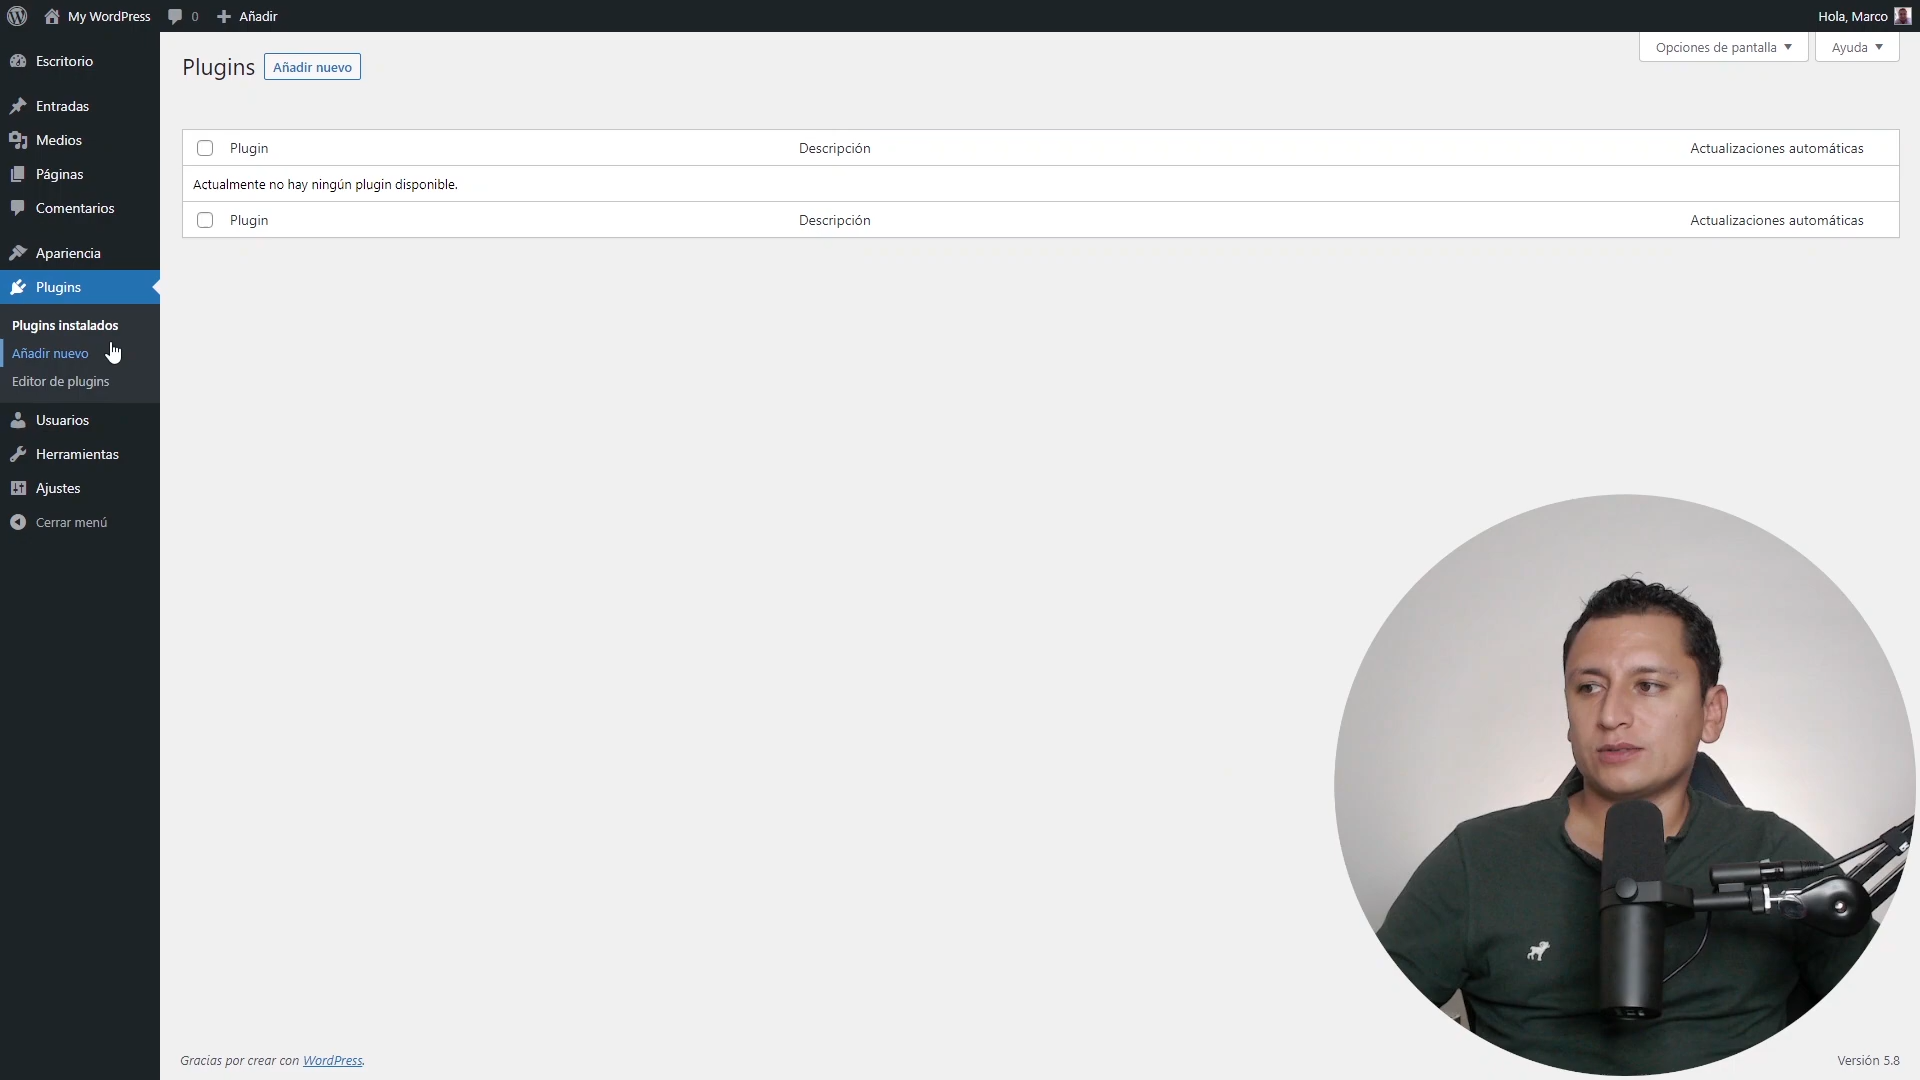 My WordPress
0
Añadir
Hola, Marco
Escritorio
Entradas
Medios
Páginas
Comentarios
Apariencia
Plugins
Plugins instalados
Añadir nuevo
Editor de plugins
Usuarios
Herramientas
Ajustes
Cerrar menú
Opciones de pantalla
Ayuda
Plugins
Añadir nuevo
Plugin Descripción Actualizaciones automáticas
Actualmente no hay ningún plugin disponible.
Plugin Descripción Actualizaciones automáticas
Gracias por crear con WordPress.
Versión 5.8